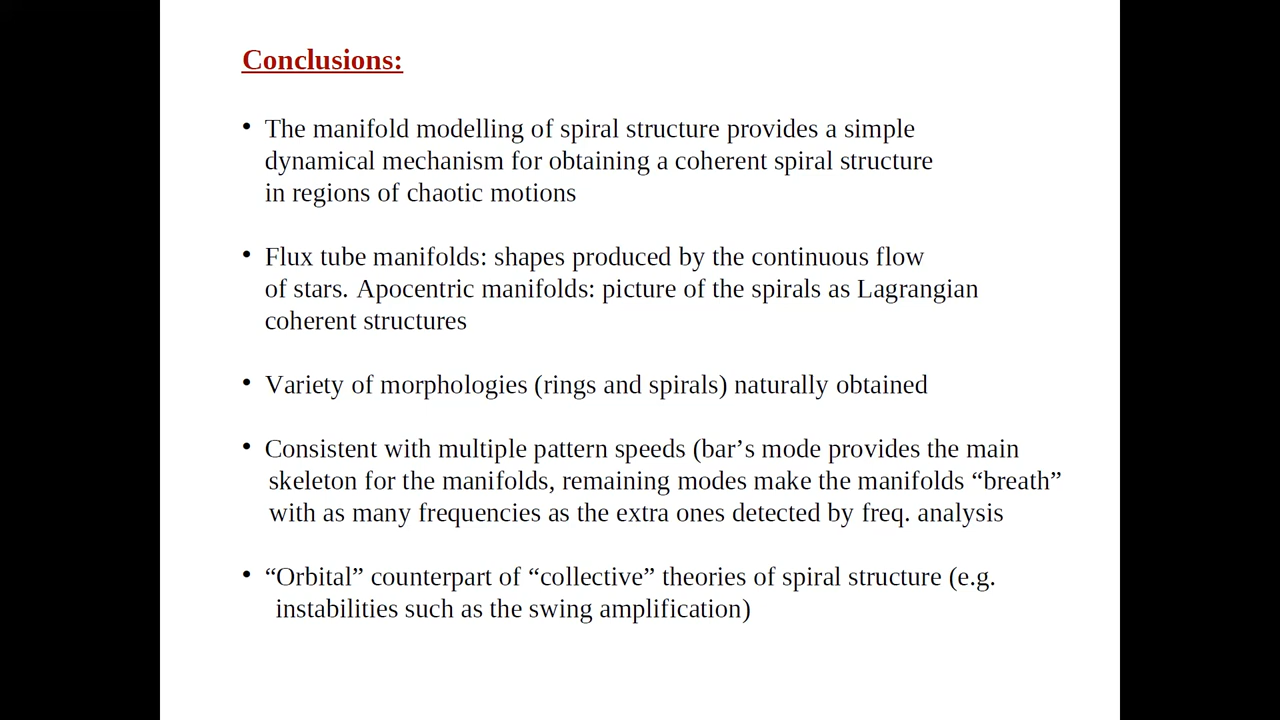 Conclusions:
• The manifold modelling of spiral structure provides a simple
dynamical mechanism for obtaining a coherent spiral structure
in regions of chaotic motions
• Flux tube manifolds: shapes produced by the continuous flow
of stars. Apocentric manifolds: picture of the spirals as Lagrangian
coherent structures
• Variety of morphologies (rings and spirals) naturally obtained
• Consistent with multiple pattern speeds (bar’s mode provides the main
skeleton for the manifolds, remaining modes make the manifolds “breath”
with as many frequencies as the extra ones detected by freq. analysis
• “Orbital” counterpart of “collective” theories of spiral structure (e.g.
instabilities such as the swing amplification)